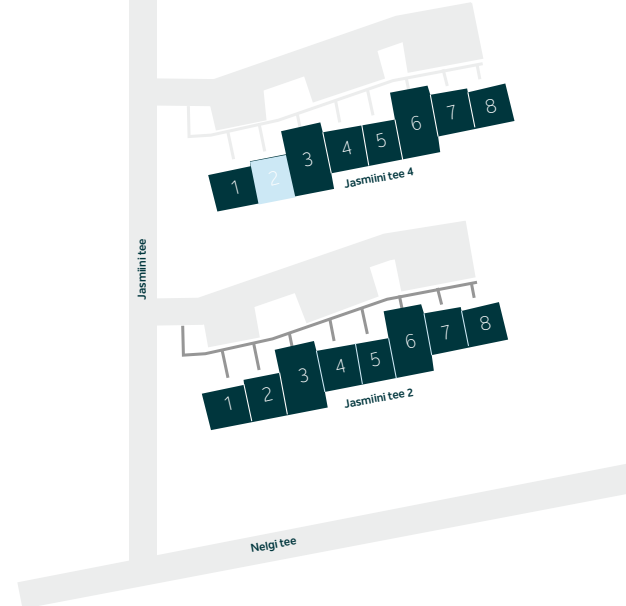 1 2 3 4 5 6 7 8
Jasmiini tee 4
Jasmiini tee
1 2 3 4 5 6 7 8
Jasmiini tee 2
Nelgi tee